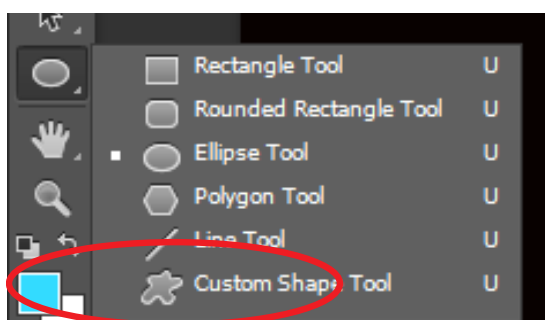 Rectangle Tool U
Rounded Rectangle Tool U
Ellipse Tool U
Polygon Tool U
Line Tool U
Custom Shape Tool U